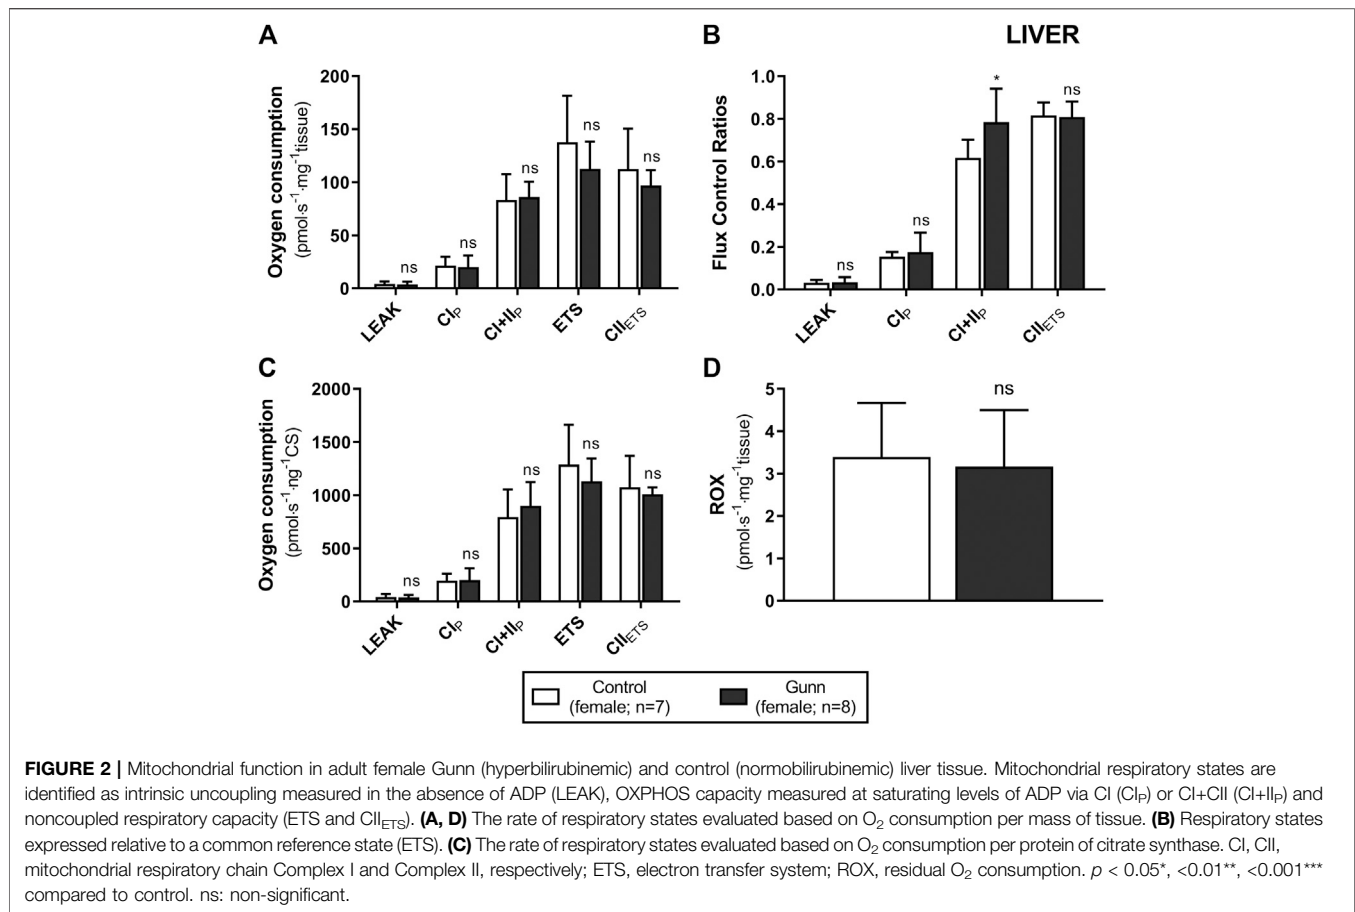 A
Oxygen consumption
(pmol·s⁻¹·mg⁻¹tissue)
200
150
100
50
0
ns
ns
ns
ns
ns
LEAK
CI_P
CI+II_P
ETS
CII_ETS
B
LIVER
Flux Control Ratios
1.0
0.8
0.6
0.4
0.2
0.0
ns
ns
*
ns
LEAK
CI_P
CI+II_P
CII_ETS
C
Oxygen consumption
(pmol·s⁻¹·ng⁻¹CS)
2000
1500
1000
500
0
ns
ns
ns
ns
ns
LEAK
CI_P
CI+II_P
ETS
CII_ETS
D
ROX
(pmol·s⁻¹·mg⁻¹tissue)
5
4
3
2
1
0
ns
Control
(female; n=7)
Gunn
(female; n=8)
FIGURE 2 | Mitochondrial function in adult female Gunn (hyperbilirubinemic) and control (normobilirubinemic) liver tissue. Mitochondrial respiratory states are
identified as intrinsic uncoupling measured in the absence of ADP (LEAK), OXPHOS capacity measured at saturating levels of ADP via CI (CI_P) or CI+CII (CI+II_P) and
noncoupled respiratory capacity (ETS and CII_ETS). (A, D) The rate of respiratory states evaluated based on O₂ consumption per mass of tissue. (B) Respiratory states
expressed relative to a common reference state (ETS). (C) The rate of respiratory states evaluated based on O₂ consumption per protein of citrate synthase. CI, CII,
mitochondrial respiratory chain Complex I and Complex II, respectively; ETS, electron transfer system; ROX, residual O₂ consumption. p < 0.05*, <0.01**, <0.001***
compared to control. ns: non-significant.